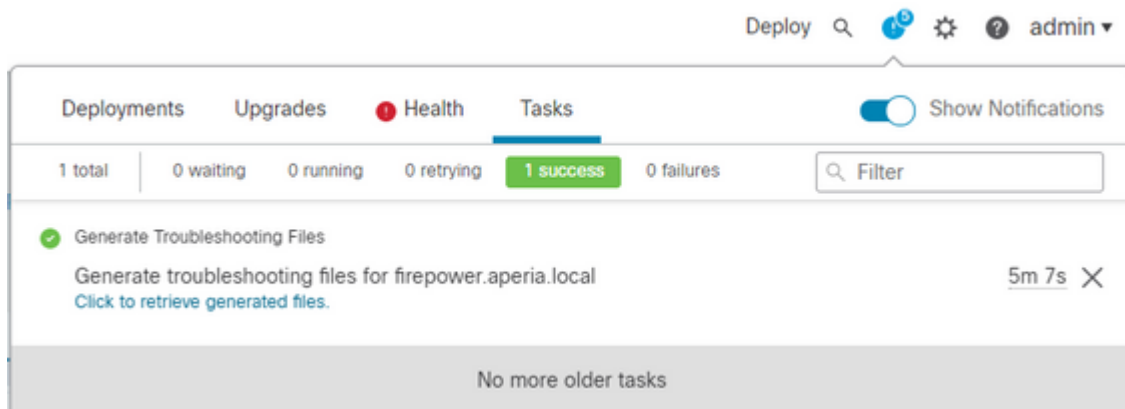 Deploy 5 admin
Deployments Upgrades Health Tasks Show Notifications
1 total 0 waiting 0 running 0 retrying 1 success 0 failures Filter
Generate Troubleshooting Files
Generate troubleshooting files for firepower.aperia.local 5m 7s
Click to retrieve generated files.
No more older tasks